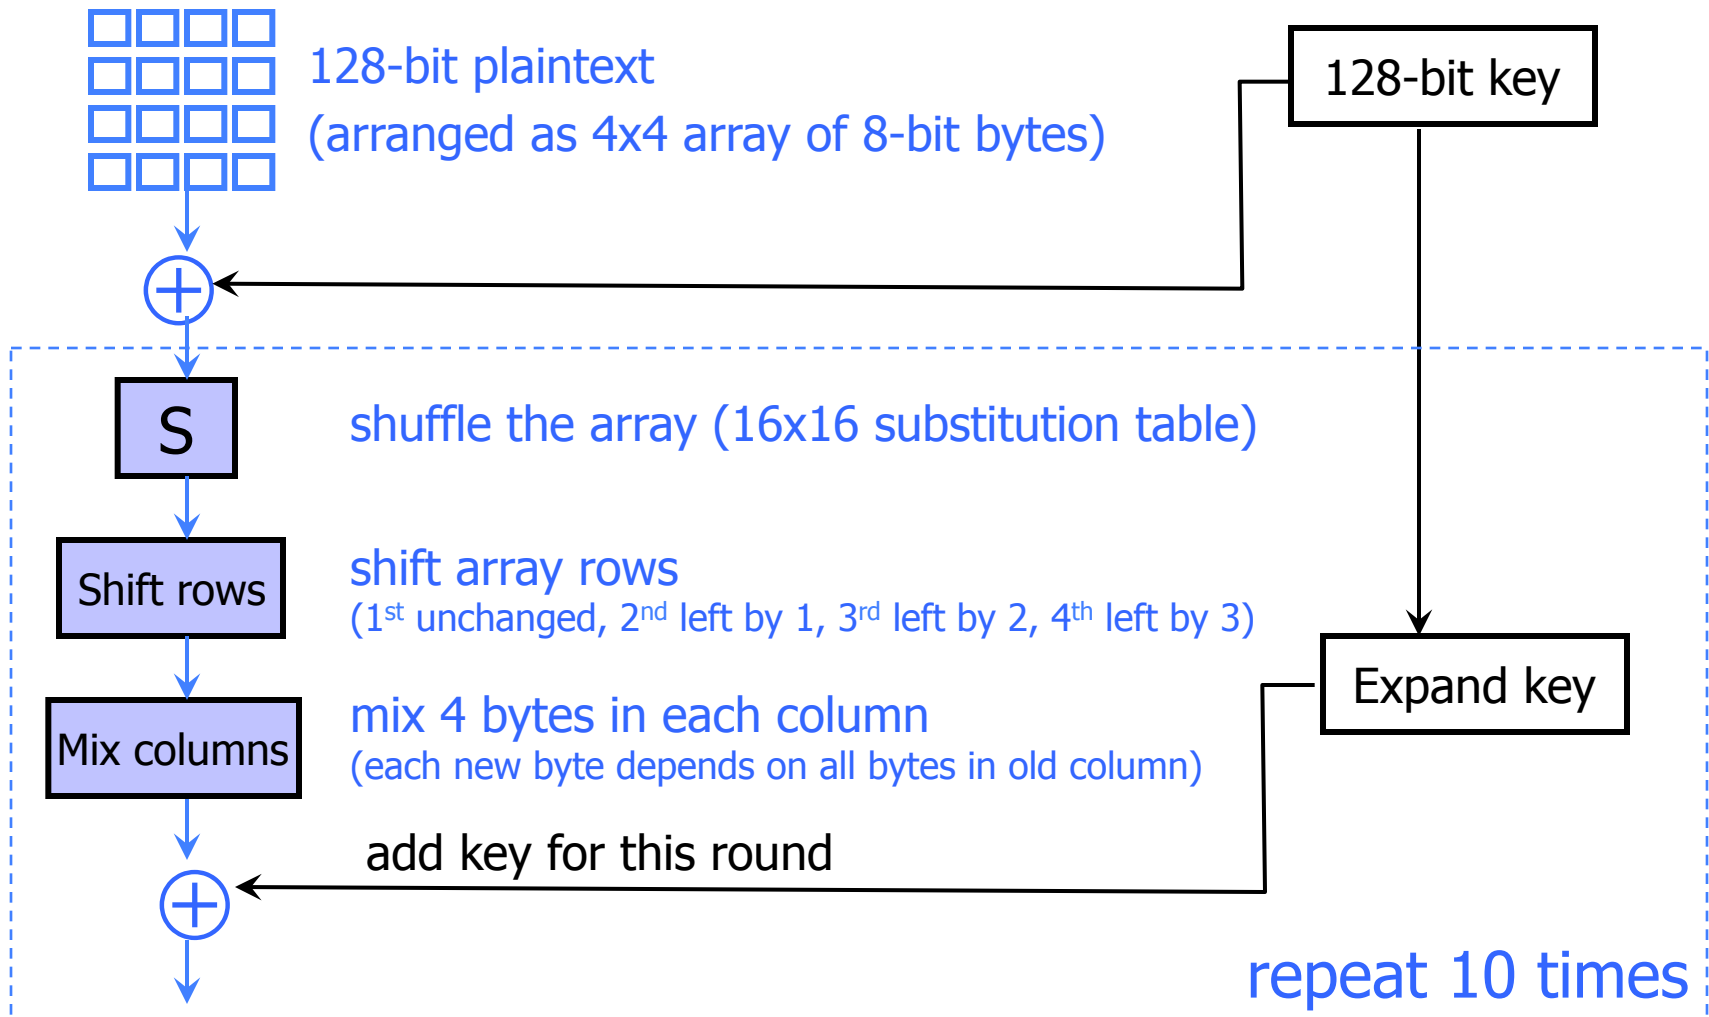 128-bit plaintext
(arranged as 4x4 array of 8-bit bytes)
128-bit key
S
shuffle the array (16x16 substitution table)
Shift rows
shift array rows
(1st unchanged, 2nd left by 1, 3rd left by 2, 4th left by 3)
Expand key
Mix columns
mix 4 bytes in each column
(each new byte depends on all bytes in old column)
add key for this round
repeat 10 times